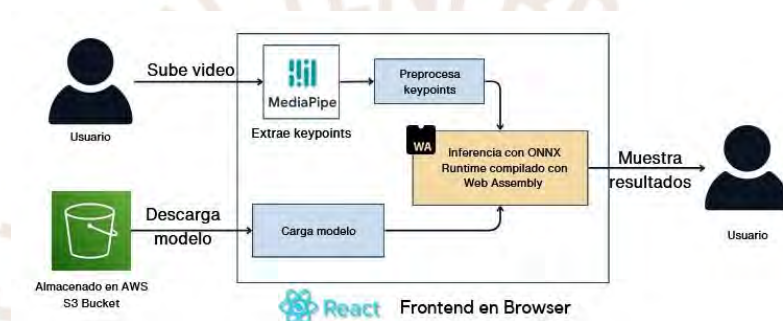 Sube video
Usuario
MediaPipe
Extrae keypoints
Preprocesa
keypoints
WA
Inferencia con ONNX
Runtime compilado con
Web Assembly
Muestra
resultados
Usuario
Descarga
modelo
Carga modelo
Almacenado en AWS
S3 Bucket
React Frontend en Browser